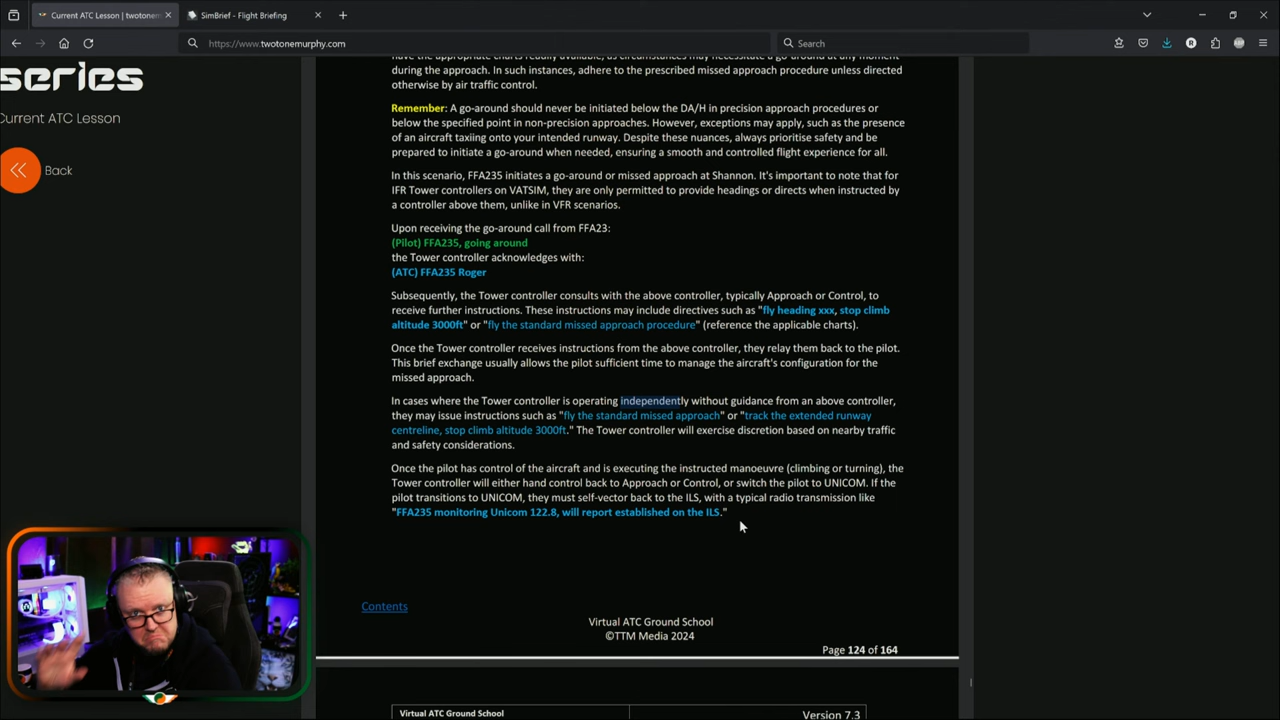 Current ATC Lesson | twotonem
SimBrief - Flight Briefing
https://www.twotonemurphy.com
Search
series
Current ATC Lesson
Back
have the appropriate charts readily available, as circumstances may necessitate a go-around at any moment
during the approach. In such instances, adhere to the prescribed missed approach procedure unless directed
otherwise by air traffic control.
Remember: A go-around should never be initiated below the DA/H in precision approach procedures or
below the specified point in non-precision approaches. However, exceptions may apply, such as the presence
of an aircraft taxiing onto your intended runway. Despite these nuances, always prioritise safety and be
prepared to initiate a go-around when needed, ensuring a smooth and controlled flight experience for all.
In this scenario, FFA235 initiates a go-around or missed approach at Shannon. It's important to note that for
IFR Tower controllers on VATSIM, they are only permitted to provide headings or directs when instructed by
a controller above them, unlike in VFR scenarios.
Upon receiving the go-around call from FFA23:
(Pilot) FFA235, going around
the Tower controller acknowledges with:
(ATC) FFA235 Roger
Subsequently, the Tower controller consults with the above controller, typically Approach or Control, to
receive further instructions. These instructions may include directives such as "fly heading xxx, stop climb
altitude 3000ft" or "fly the standard missed approach procedure" (reference the applicable charts).
Once the Tower controller receives instructions from the above controller, they relay them back to the pilot.
This brief exchange usually allows the pilot sufficient time to manage the aircraft's configuration for the
missed approach.
In cases where the Tower controller is operating independently without guidance from an above controller,
they may issue instructions such as "fly the standard missed approach" or "track the extended runway
centreline, stop climb altitude 3000ft." The Tower controller will exercise discretion based on nearby traffic
and safety considerations.
Once the pilot has control of the aircraft and is executing the instructed manoeuvre (climbing or turning), the
Tower controller will either hand control back to Approach or Control, or switch the pilot to UNICOM. If the
pilot transitions to UNICOM, they must self-vector back to the ILS, with a typical radio transmission like
"FFA235 monitoring Unicom 122.8, will report established on the ILS."
Contents
Virtual ATC Ground School
©TTM Media 2024
Page 124 of 164
Virtual ATC Ground School
Version 7.3